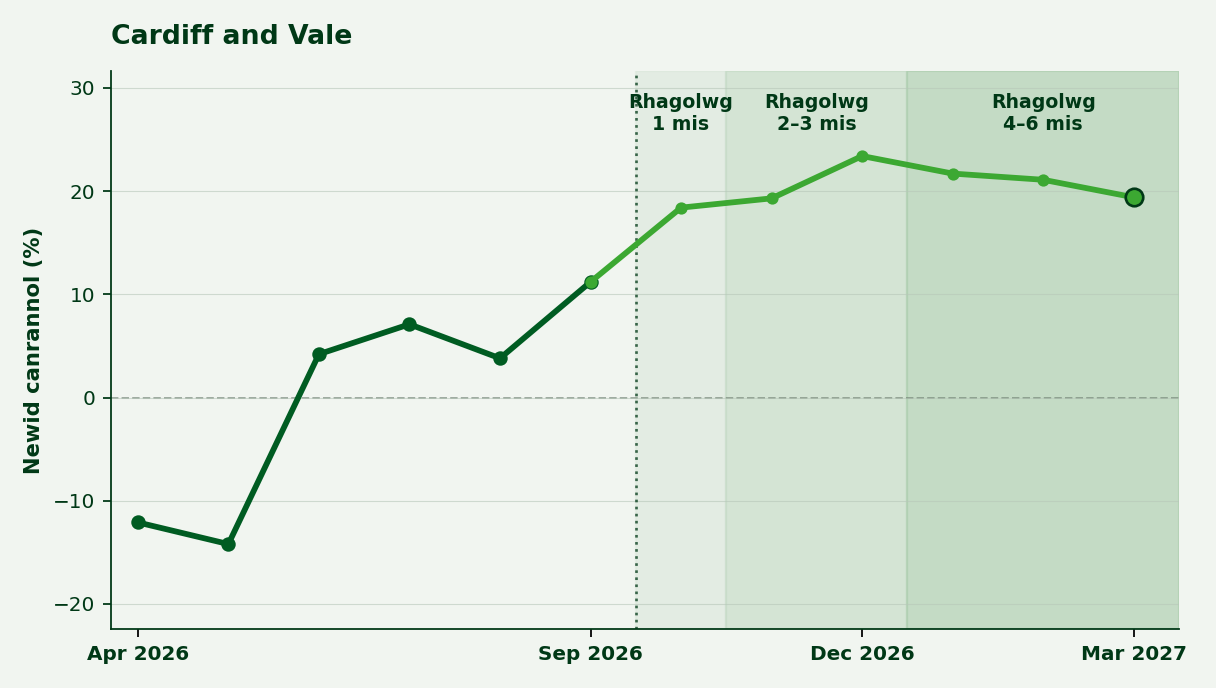 Cardiff and Vale
Newid canrannol (%)
30
20
10
0
−10
−20
Rhagolwg
1 mis
Rhagolwg
2–3 mis
Rhagolwg
4–6 mis
Apr 2026
Sep 2026
Dec 2026
Mar 2027